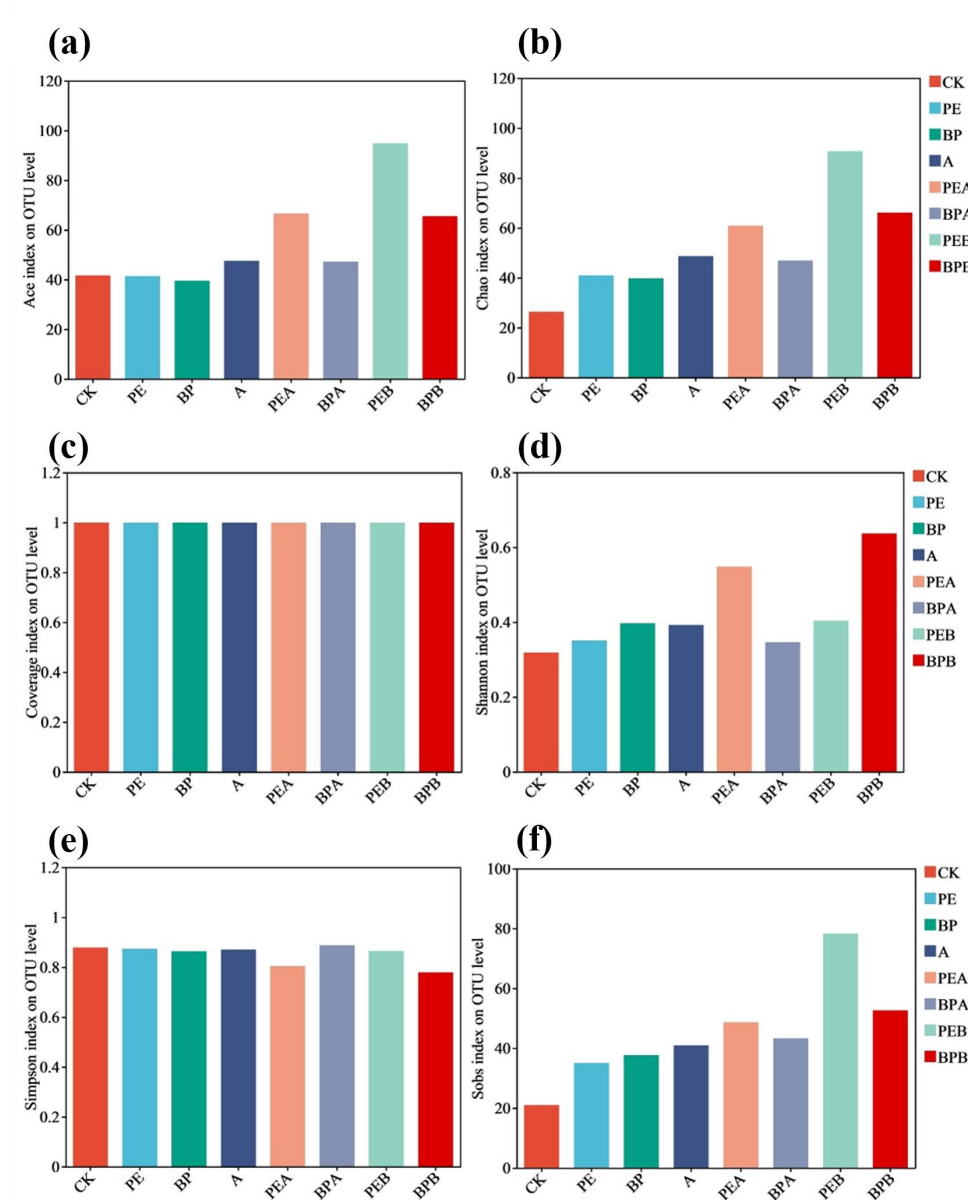 (a)
Ace index on OTU level
120
100
80
60
40
20
0
CK
PE
BP
A
PEA
BPA
PEB
BPB
(b)
Chao index on OTU level
120
100
80
60
40
20
0
CK
PE
BP
A
PEA
BPA
PEB
BPB
CK
PE
BP
A
PEA
BPA
PEB
BPB
(c)
Coverage index on OTU level
1.2
1
0.8
0.6
0.4
0.2
0
CK
PE
BP
A
PEA
BPA
PEB
BPB
(d)
Shannon index on OTU level
0.8
0.6
0.4
0.2
0
CK
PE
BP
A
PEA
BPA
PEB
BPB
CK
PE
BP
A
PEA
BPA
PEB
BPB
(e)
Simpson index on OTU level
1.2
1
0.8
0.6
0.4
0.2
0
CK
PE
BP
A
PEA
BPA
PEB
BPB
(f)
Sobs index on OTU level
100
80
60
40
20
0
CK
PE
BP
A
PEA
BPA
PEB
BPB
CK
PE
BP
A
PEA
BPA
PEB
BPB